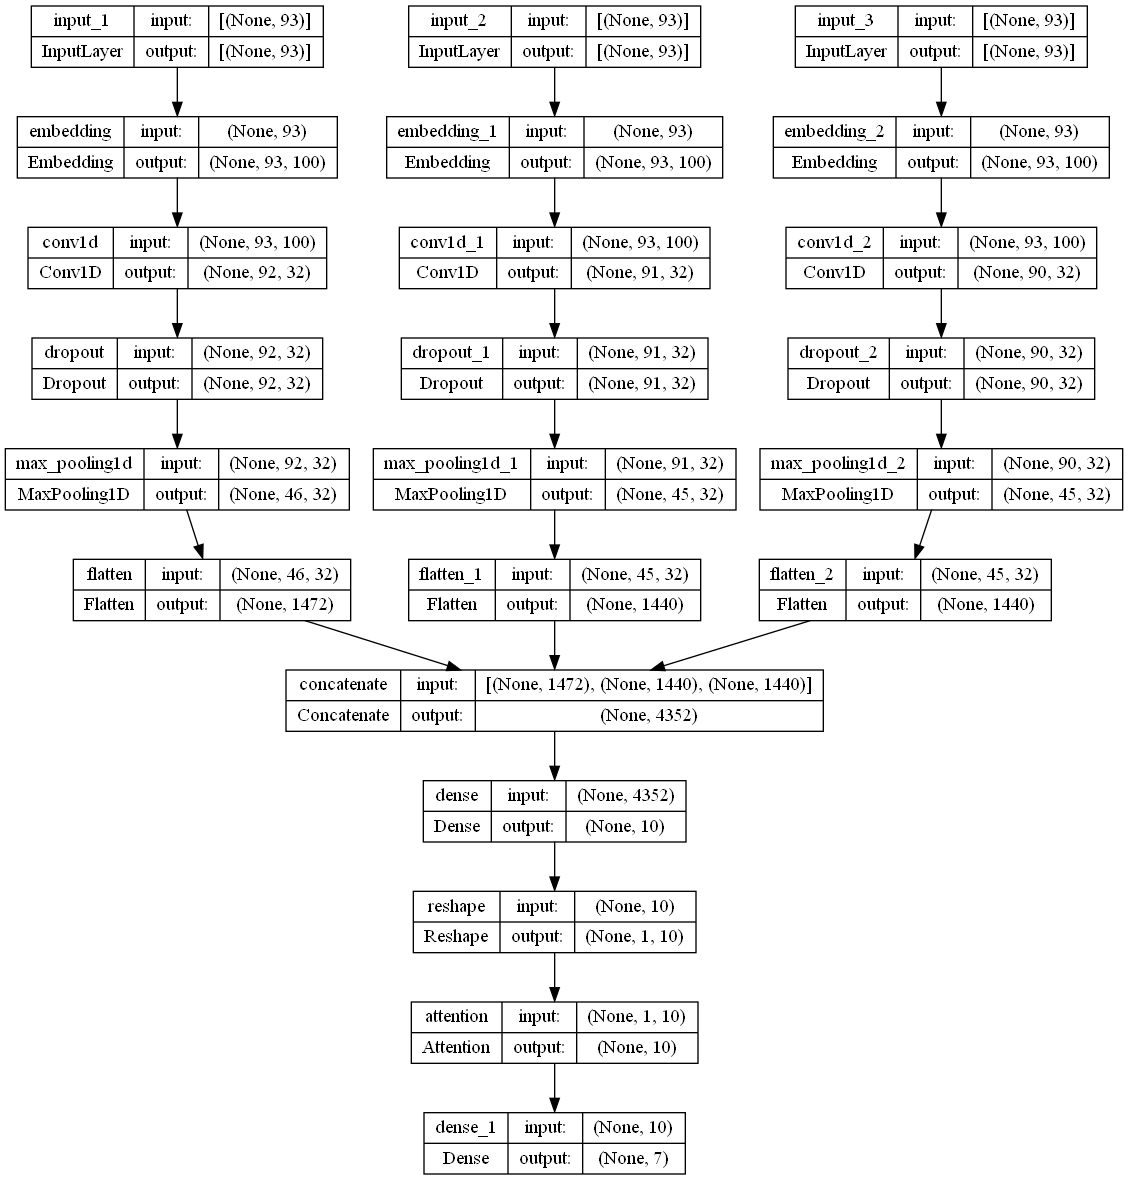 input_1 input: [(None, 93)]
InputLayer output: [(None, 93)]
input_2 input: [(None, 93)]
InputLayer output: [(None, 93)]
input_3 input: [(None, 93)]
InputLayer output: [(None, 93)]
embedding input: (None, 93)
Embedding output: (None, 93, 100)
embedding_1 input: (None, 93)
Embedding output: (None, 93, 100)
embedding_2 input: (None, 93)
Embedding output: (None, 93, 100)
conv1d input: (None, 93, 100)
Conv1D output: (None, 92, 32)
conv1d_1 input: (None, 93, 100)
Conv1D output: (None, 91, 32)
conv1d_2 input: (None, 93, 100)
Conv1D output: (None, 90, 32)
dropout input: (None, 92, 32)
Dropout output: (None, 92, 32)
dropout_1 input: (None, 91, 32)
Dropout output: (None, 91, 32)
dropout_2 input: (None, 90, 32)
Dropout output: (None, 90, 32)
max_pooling1d input: (None, 92, 32)
MaxPooling1D output: (None, 46, 32)
max_pooling1d_1 input: (None, 91, 32)
MaxPooling1D output: (None, 45, 32)
max_pooling1d_2 input: (None, 90, 32)
MaxPooling1D output: (None, 45, 32)
flatten input: (None, 46, 32)
Flatten output: (None, 1472)
flatten_1 input: (None, 45, 32)
Flatten output: (None, 1440)
flatten_2 input: (None, 45, 32)
Flatten output: (None, 1440)
concatenate input: [(None, 1472), (None, 1440), (None, 1440)]
Concatenate output: (None, 4352)
dense input: (None, 4352)
Dense output: (None, 10)
reshape input: (None, 10)
Reshape output: (None, 1, 10)
attention input: (None, 1, 10)
Attention output: (None, 10)
dense_1 input: (None, 10)
Dense output: (None, 7)